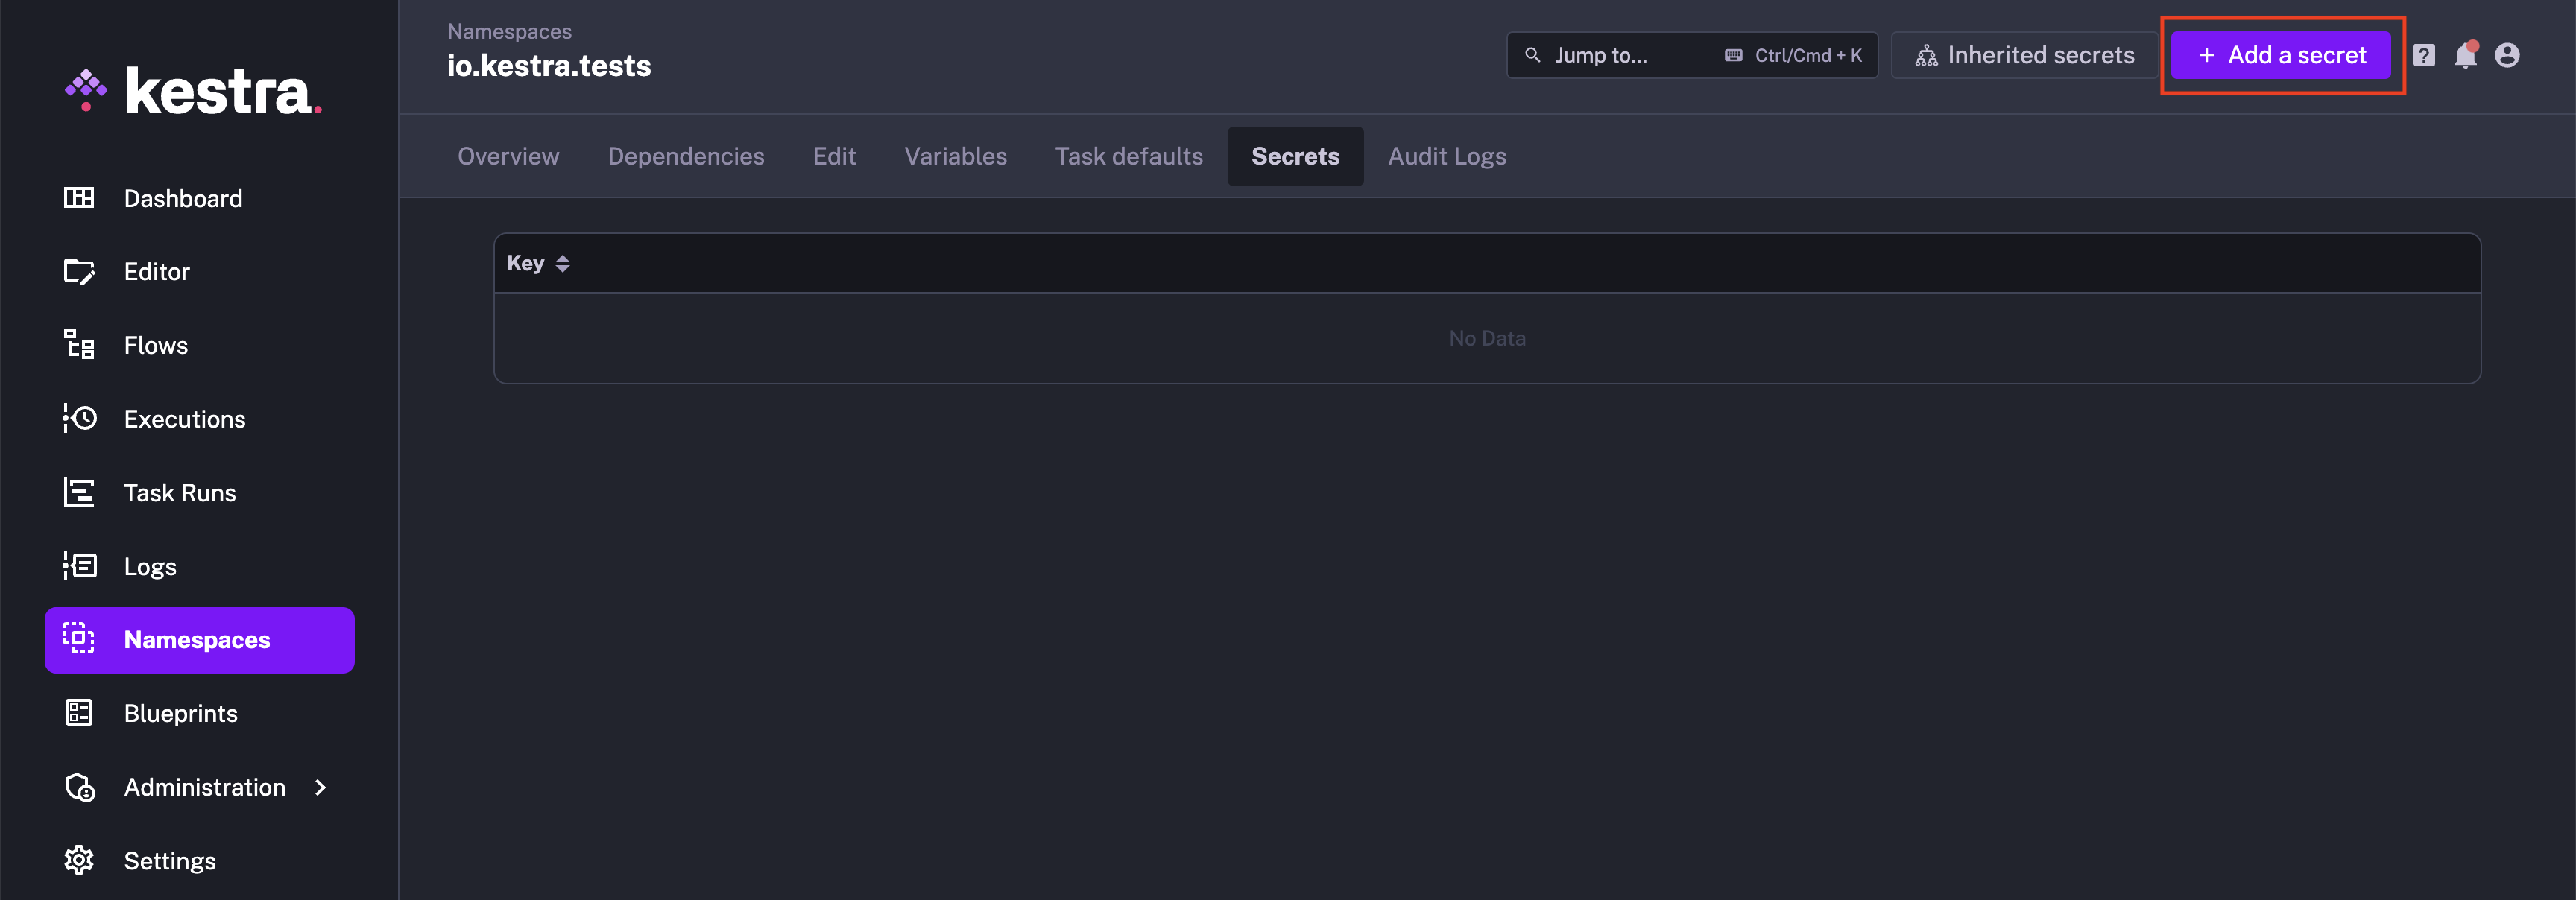 kestra.
Dashboard
Editor
Flows
Executions
Task Runs
Logs
Namespaces
Blueprints
Administration
Settings
Namespaces
io.kestra.tests
Jump to...
Ctrl/Cmd + K
Inherited secrets
+ Add a secret
?
Overview
Dependencies
Edit
Variables
Task defaults
Secrets
Audit Logs
Key
No Data